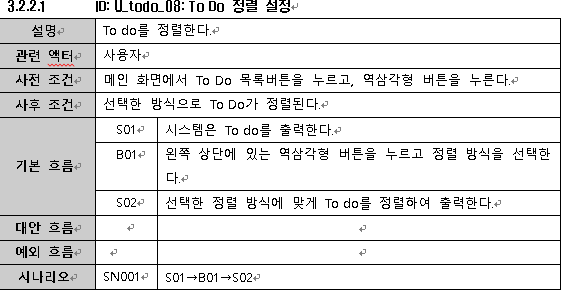 3.2.2.1 ID: U_todo_08: To Do 정렬 설정
설명 To do를 정렬한다.
관련 액터 사용자
사전 조건 메인 화면에서 To Do 목록버튼을 누르고, 역삼각형 버튼을 누른다.
사후 조건 선택한 방식으로 To Do가 정렬된다.
기본 흐름
S01 시스템은 To do를 출력한다.
B01 왼쪽 상단에 있는 역삼각형 버튼을 누르고 정렬 방식을 선택한
다.
S02 선택한 정렬 방식에 맞게 To do를 정렬하여 출력한다.
대안 흐름
예외 흐름
시나리오 SN001 S01→B01→S02